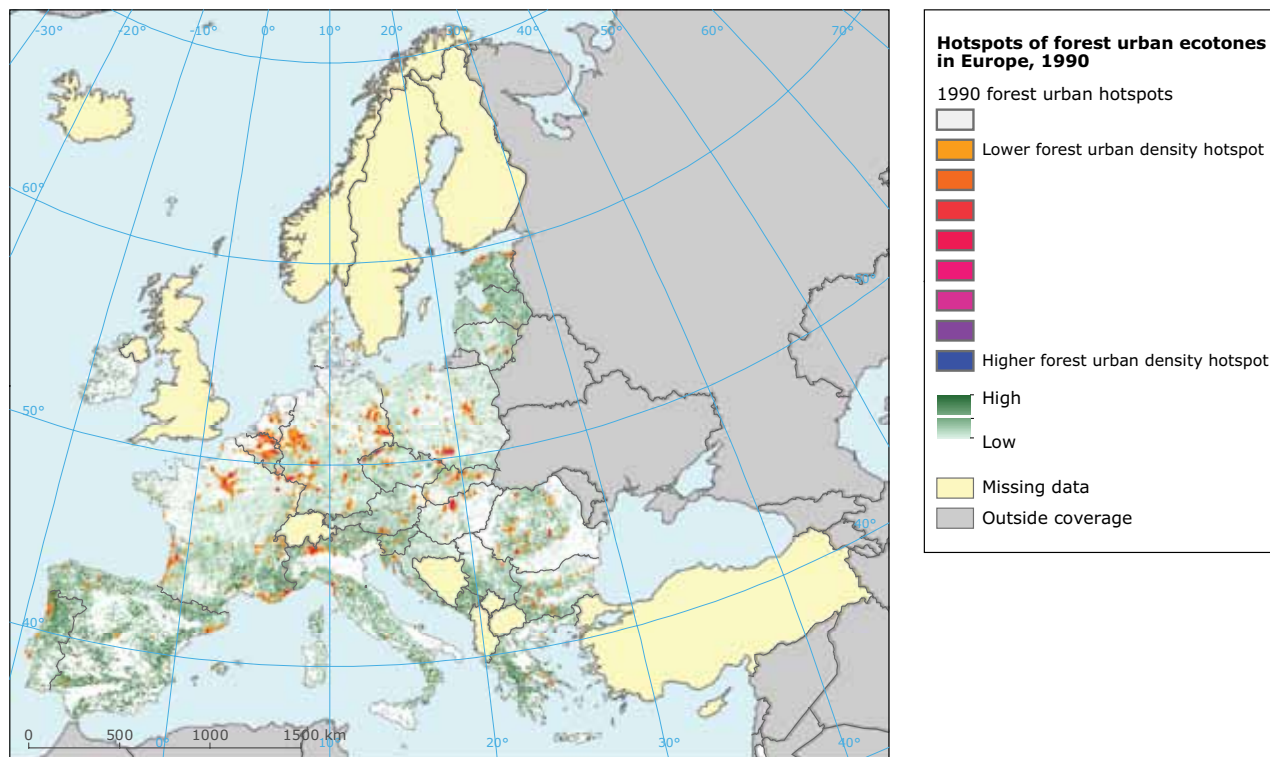 -30° -20° -10° 0° 10° 20° 30° 40° 50° 60° 70°
60°
50°
50°
40°
40°
0 500 1000 1500 km
0° 10° 20° 30° 40°
Hotspots of forest urban ecotones
in Europe, 1990
1990 forest urban hotspots
Lower forest urban density hotspot
Higher forest urban density hotspot
High
Low
Missing data
Outside coverage